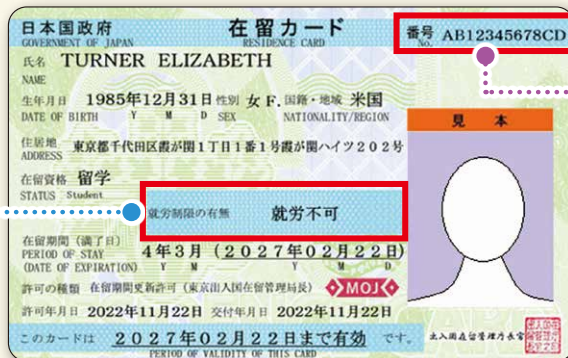 日本国政府 在留カード 番号 AB12345678CD
GOVERNMENT OF JAPAN RESIDENCE CARD No.
氏名 TURNER ELIZABETH
NAME
生年月日 1985年12月31日 性別 女 F. 国籍・地域 米国
DATE OF BIRTH Y M D SEX NATIONALITY/REGION
見本
住居地 東京都千代田区霞が関1丁目1番1号霞が関ハイツ202号
ADDRESS
在留資格 留学
STATUS Student
就労制限の有無 就労不可
在留期間(満了日) 4年3月(2027年02月22日)
PERIOD OF STAY Y M Y M D
(DATE OF EXPIRATION)
許可の種類 在留期間更新許可(東京出入国在留管理局長) MOJ
許可年月日 2022年11月22日 交付年月日 2022年11月22日
このカードは 2027年02月22日まで有効 です。 出入国在留管理庁長官
PERIOD OF VALIDITY OF THIS CARD